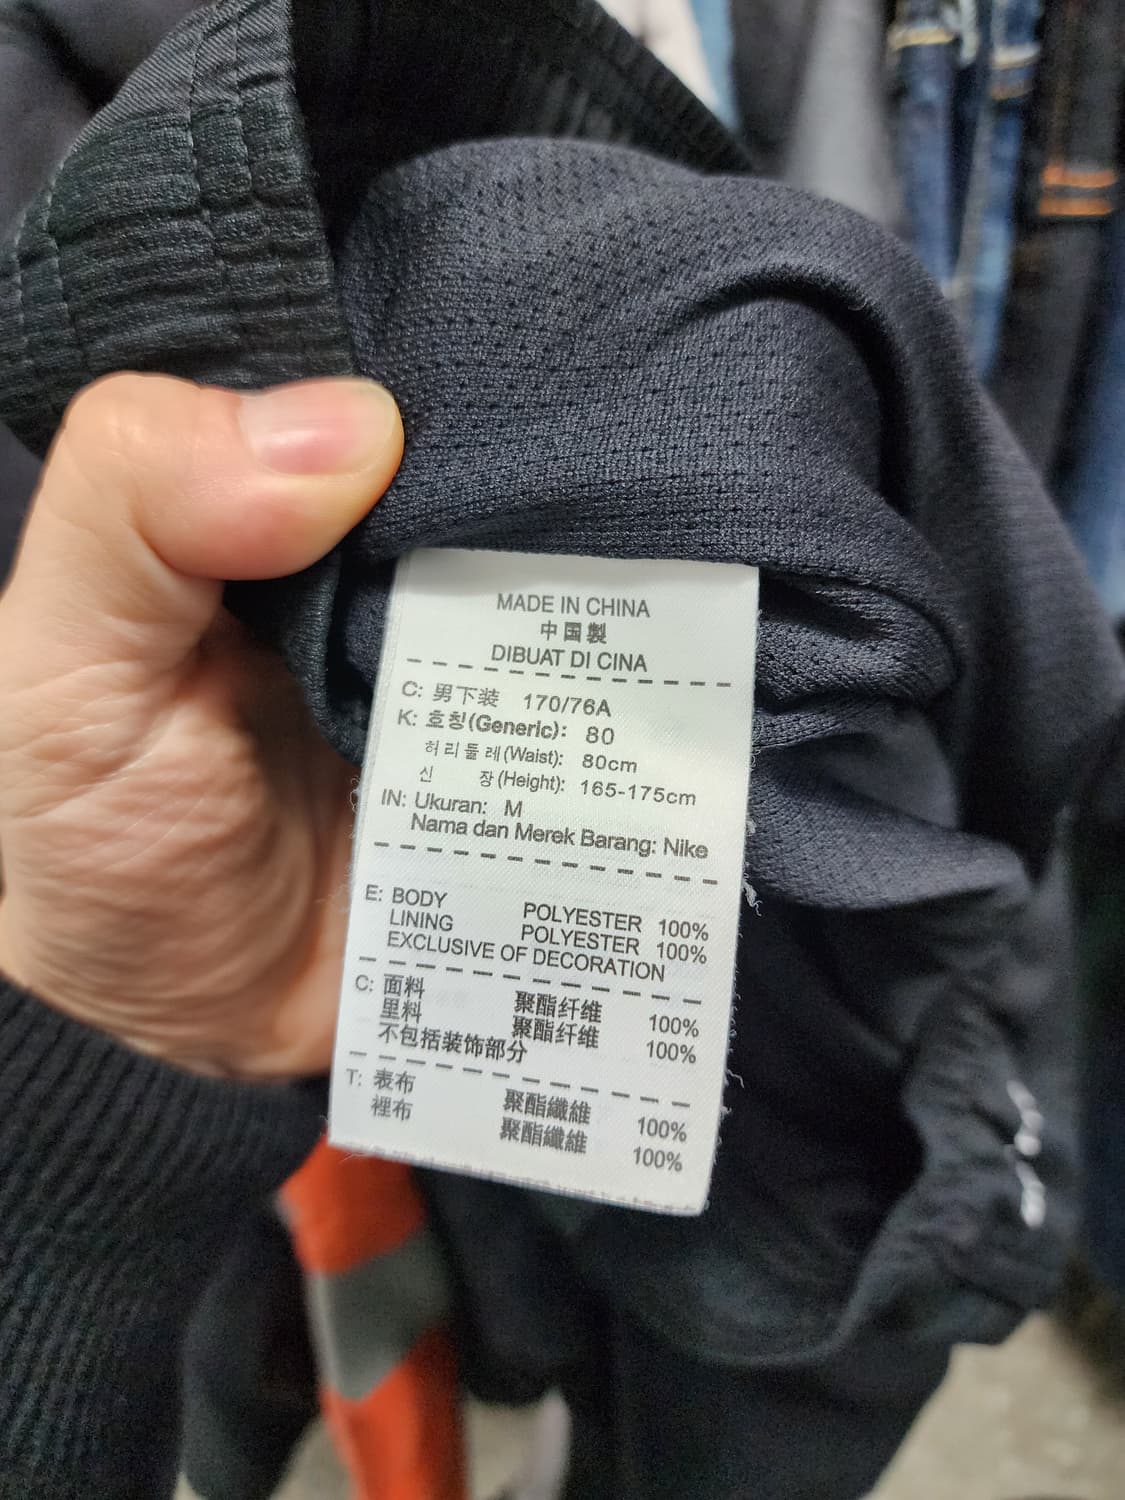 MADE IN CHINA
中国製
DIBUAT DI CINA
C: 男下装 170/76A
K: 호칭(Generic): 80
허리둘레(Waist): 80cm
신 장(Height): 165-175cm
IN: Ukuran: M
Nama dan Merek Barang: Nike
E: BODY POLYESTER 100%
LINING POLYESTER 100%
EXCLUSIVE OF DECORATION
C: 面料 聚酯纤维 100%
里料 聚酯纤维 100%
不包括装饰部分
T: 表布 聚酯纖維 100%
裡布 聚酯纖維 100%